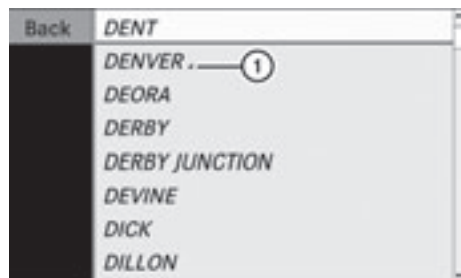 Back DENT
DENVER . 1
DEORA
DERBY
DERBY JUNCTION
DEVINE
DICK
DILLON